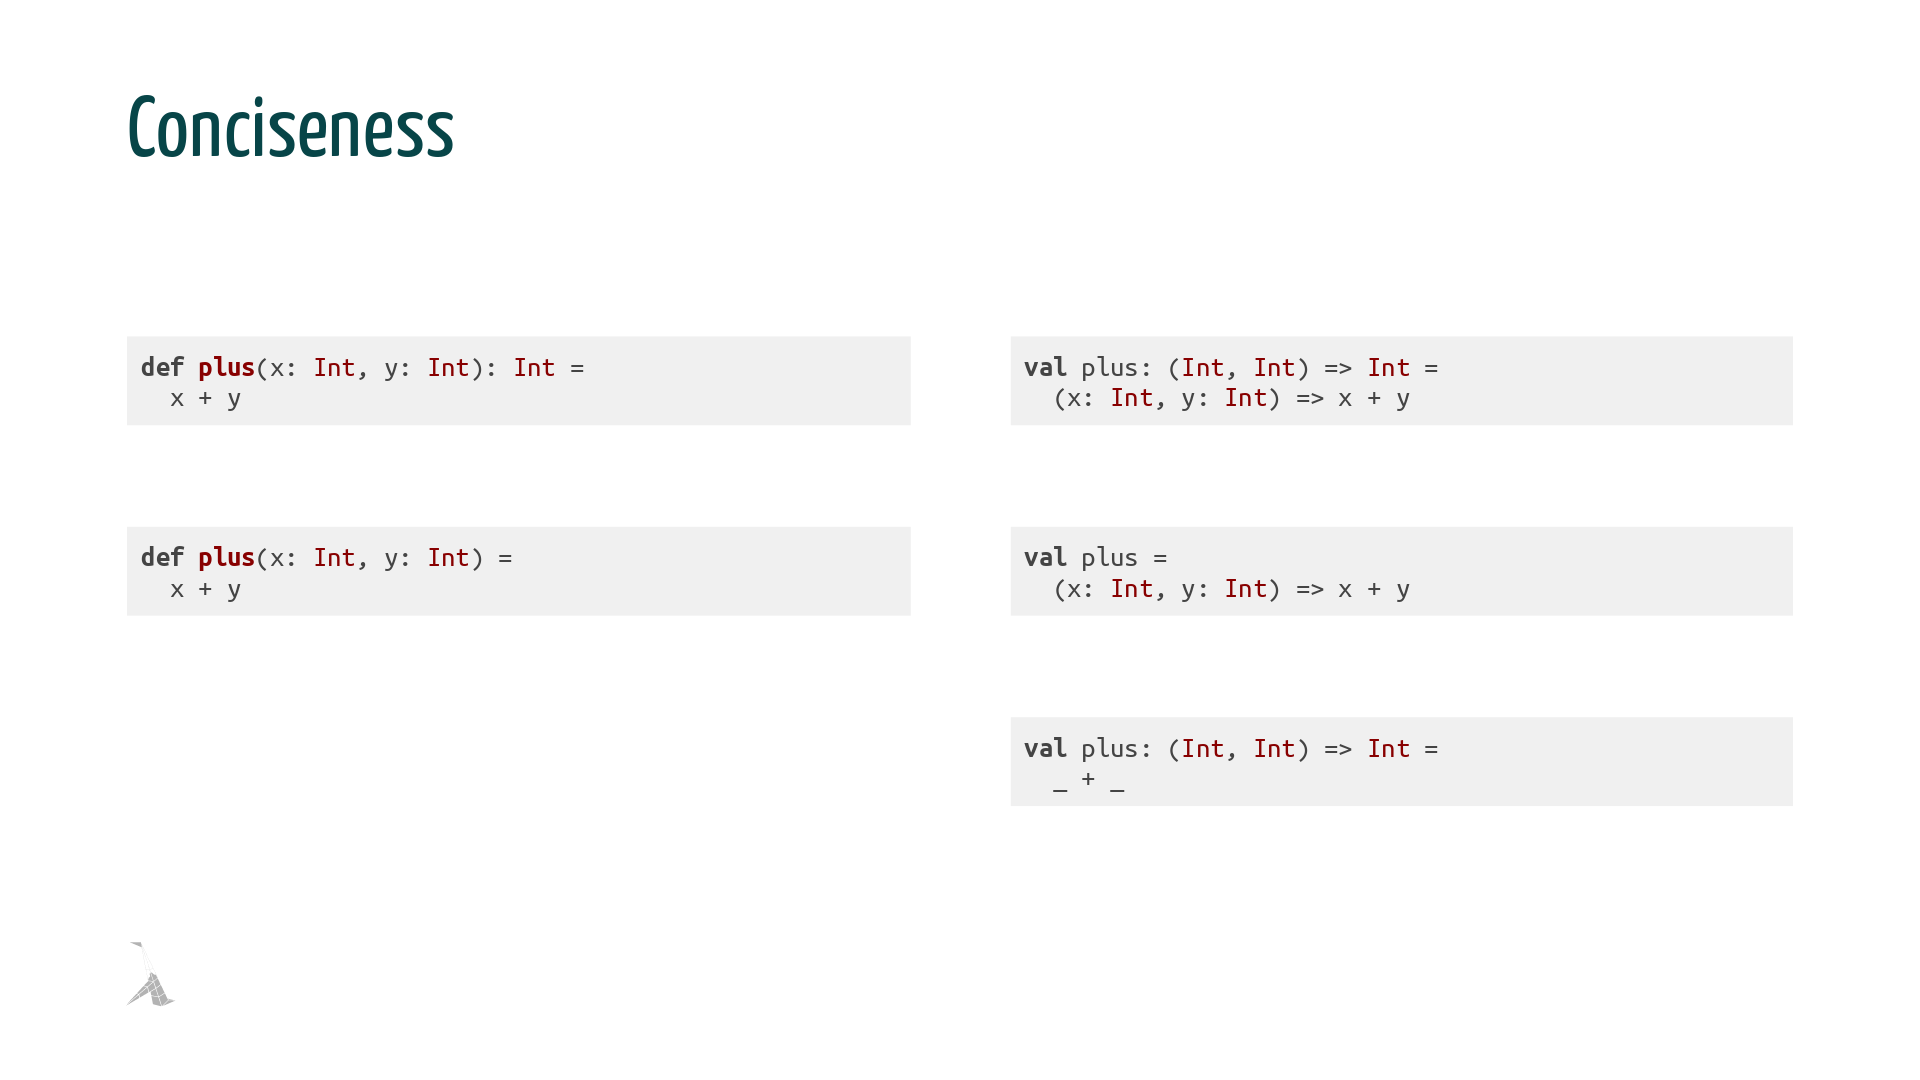 Conciseness
def plus(x: Int, y: Int): Int =
  x + y
val plus: (Int, Int) => Int =
  (x: Int, y: Int) => x + y
def plus(x: Int, y: Int) =
  x + y
val plus =
  (x: Int, y: Int) => x + y
val plus: (Int, Int) => Int =
  _ + _